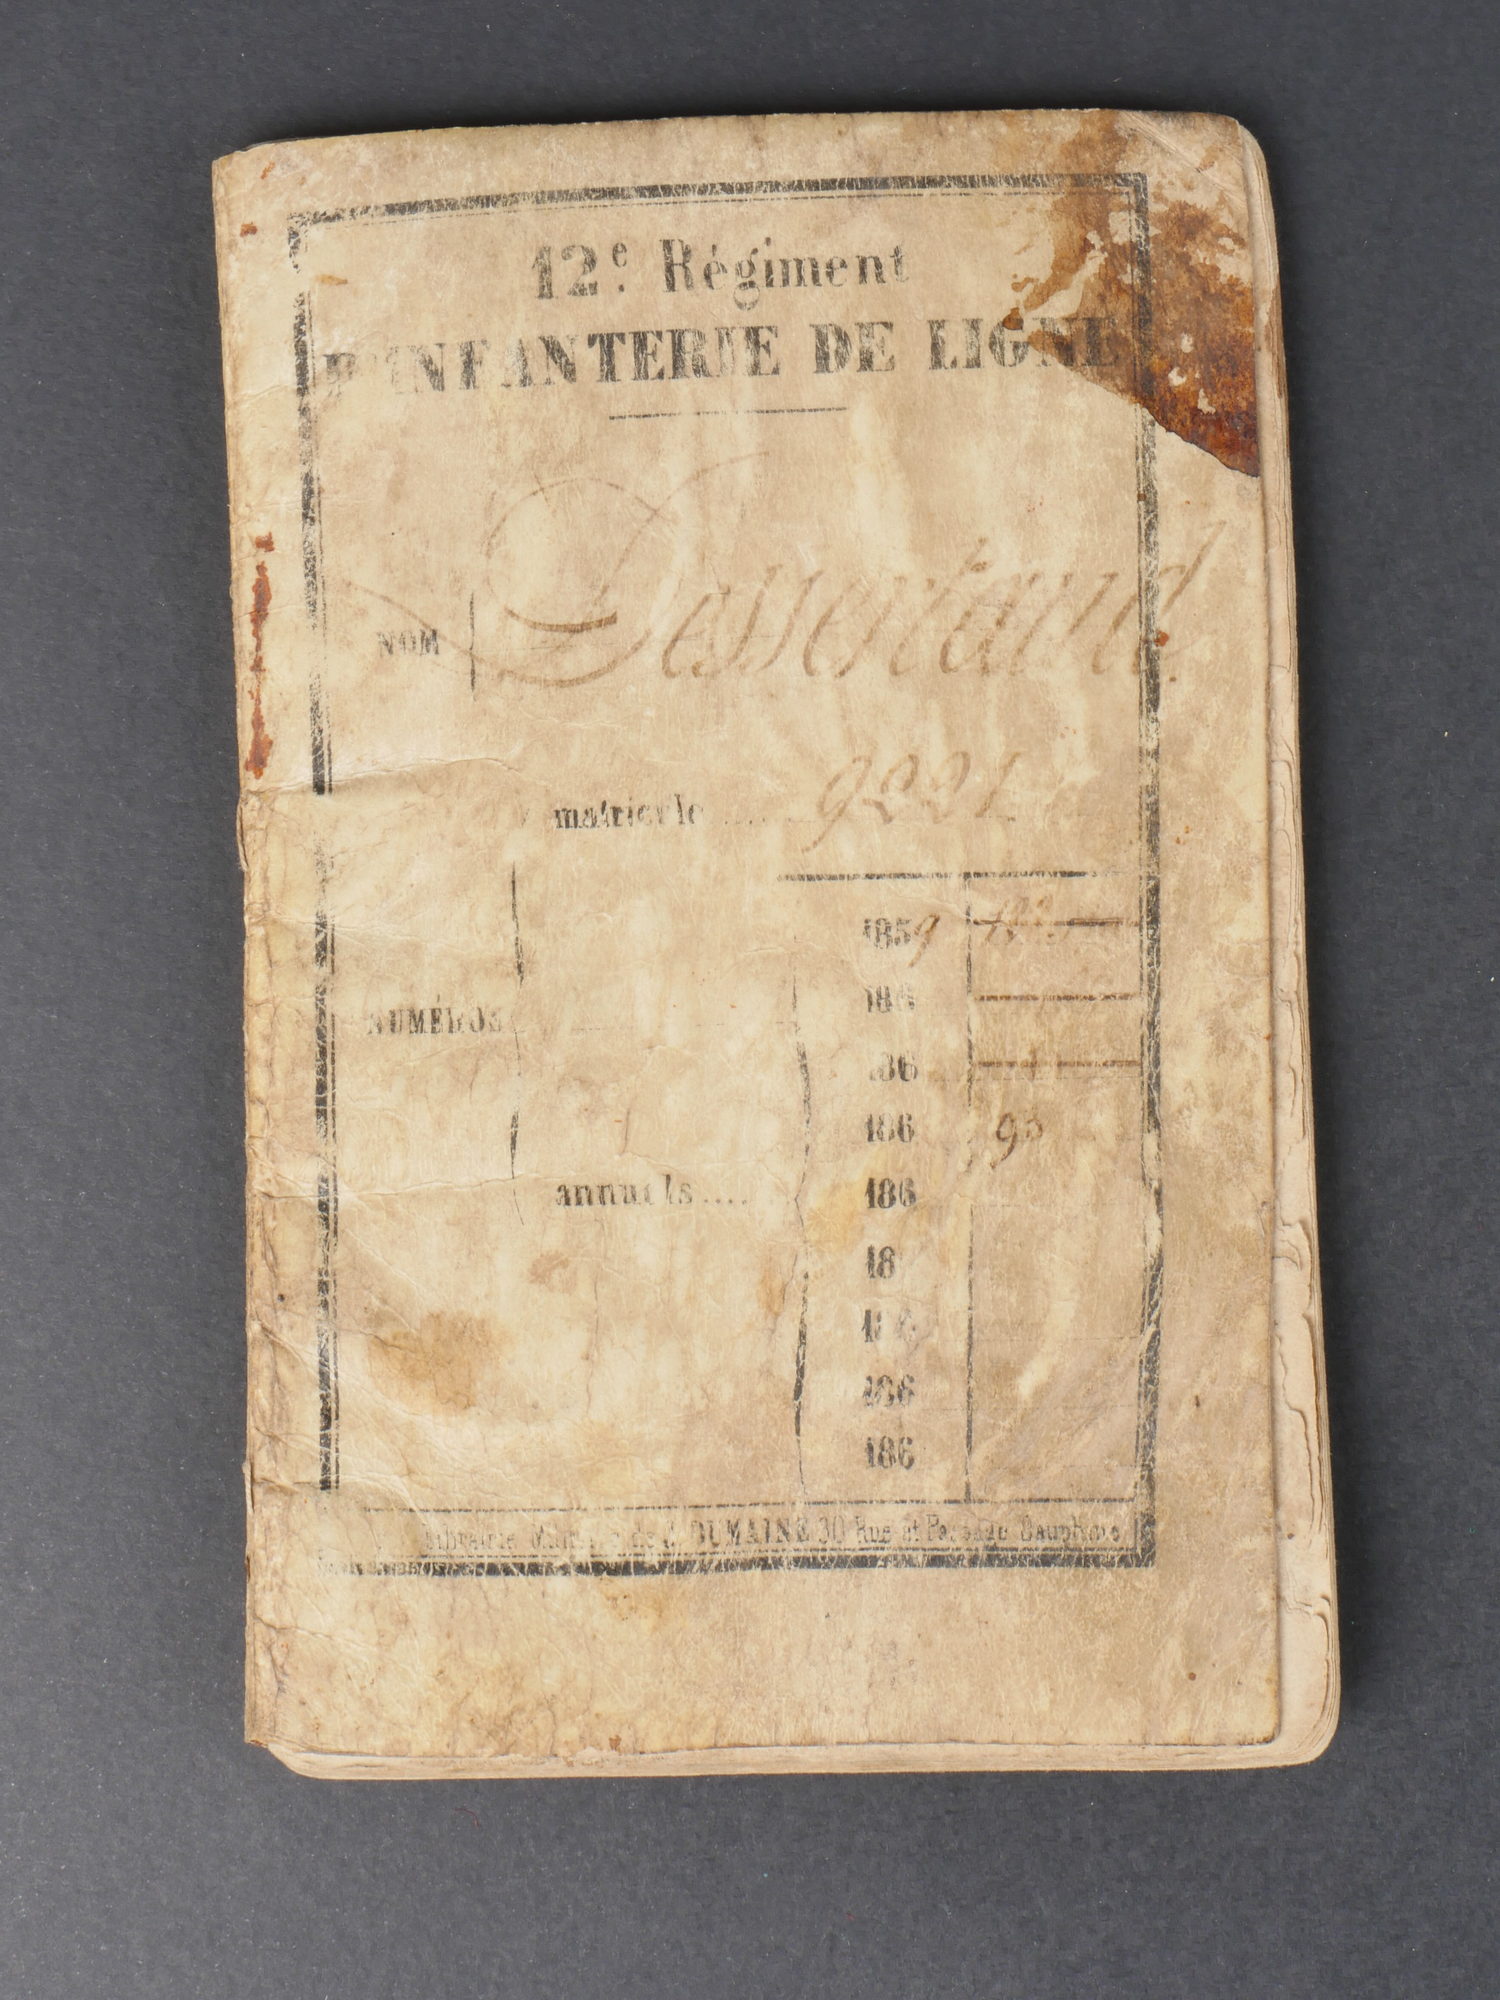 12e. Régiment
D'INFANTERIE DE LIGNE
NOM Dessertaud
matricule .... 9221
1859
186
NUMÉROS
186
186 90
annuels .... 186
18
186
186
186
Librairie Militaire de J. DUMAINE 30 Rue et Passage Dauphine